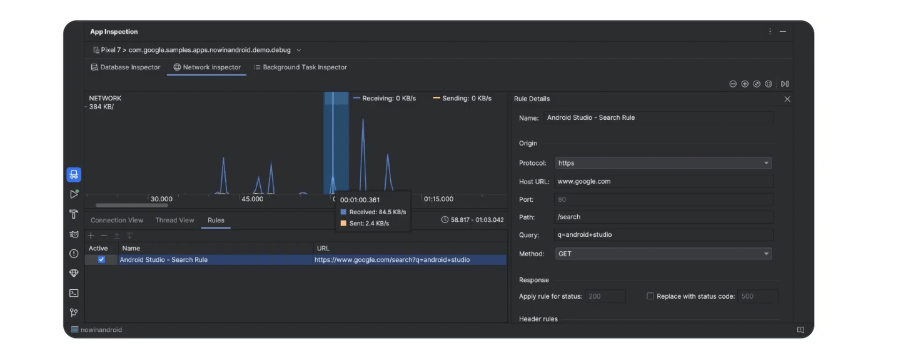 App Inspection
Pixel 7 > com.google.samples.apps.nowinandroid.demo.debug
Database Inspector
Network Inspector
Background Task Inspector
NETWORK
384 KB/
Receiving: 0 KB/s
Sending: 0 KB/s
30.000
45.000
01:15.000
00:01:00.361
Received: 84.5 KB/s
Sent: 2.4 KB/s
Connection View
Thread View
Rules
58.817 - 01:03.042
Active
Name
URL
Android Studio - Search Rule
https://www.google.com/search?q=android+studio
Rule Details
Name: Android Studio - Search Rule
Origin
Protocol: https
Host URL: www.google.com
Port: 80
Path: /search
Query: q=android+studio
Method: GET
Response
Apply rule for status: 200
Replace with status code: 500
Header rules
nowinandroid